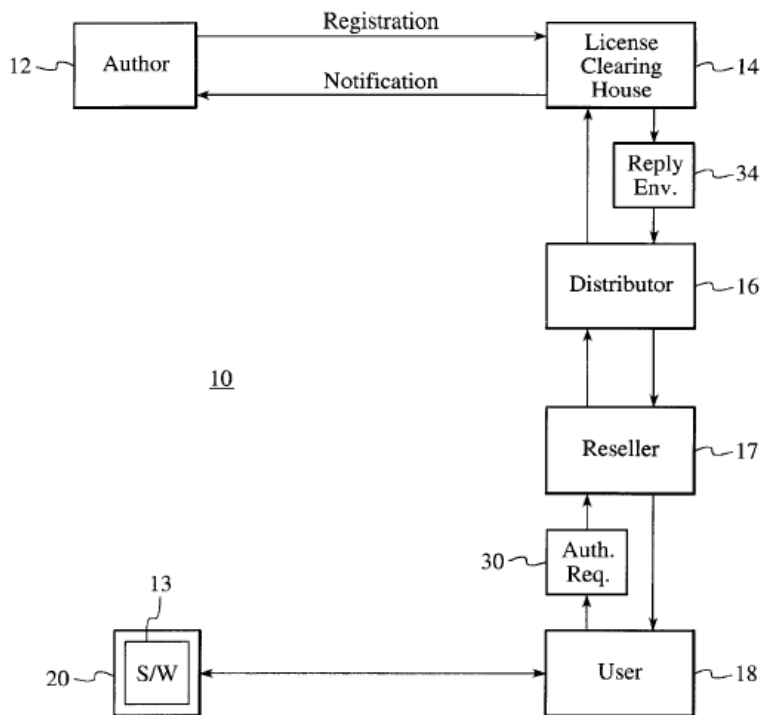 Registration
12
Author
License
Clearing
House
14
Notification
Reply
Env.
34
Distributor
16
10
Reseller
17
30
Auth.
Req.
13
20
S/W
User
18